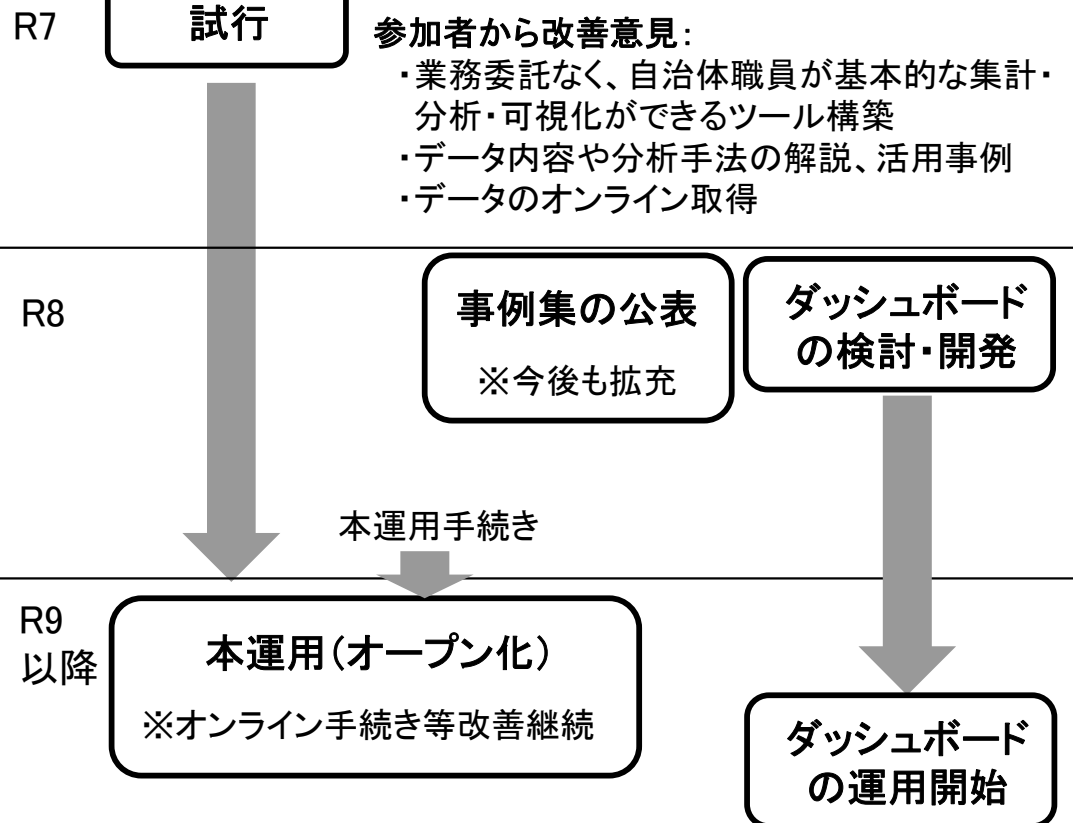 R7
試行
参加者から改善意見:
・業務委託なく、自治体職員が基本的な集計・
分析・可視化ができるツール構築
・データ内容や分析手法の解説、活用事例
・データのオンライン取得
R8
事例集の公表
※今後も拡充
ダッシュボード
の検討・開発
本運用手続き
R9
以降
本運用(オープン化)
※オンライン手続き等改善継続
ダッシュボード
の運用開始